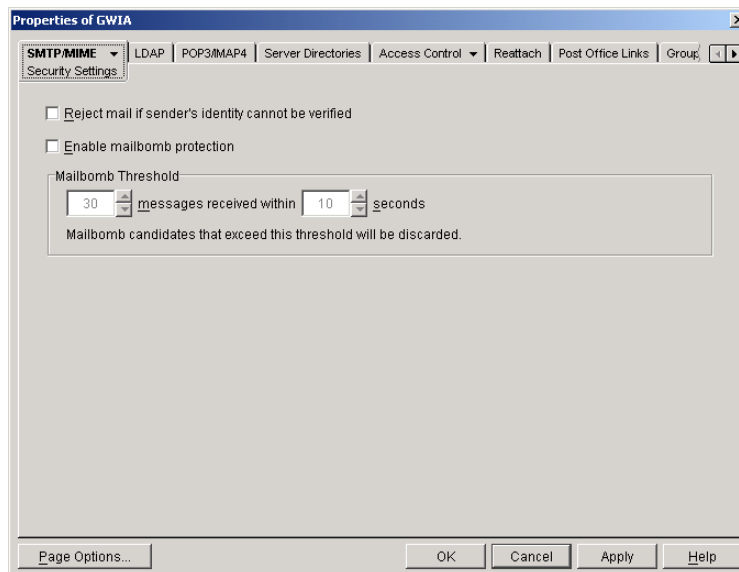 Properties of GWIA
SMTP/MIME LDAP POP3/IMAP4 Server Directories Access Control Reattach Post Office Links Group
Security Settings
Reject mail if sender's identity cannot be verified
Enable mailbomb protection
Mailbomb Threshold
30 messages received within 10 seconds
Mailbomb candidates that exceed this threshold will be discarded.
Page Options... OK Cancel Apply Help